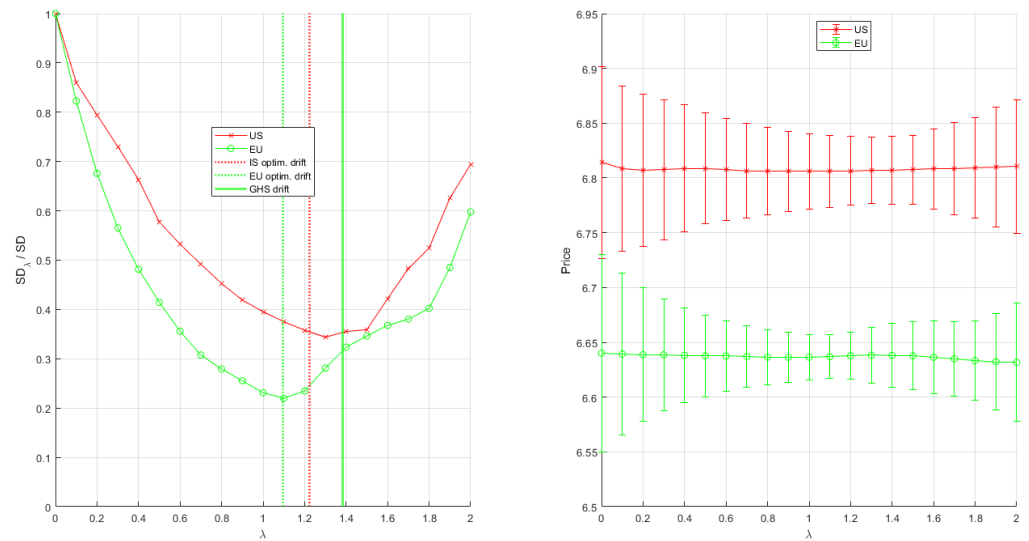 1
0.9
0.8
0.7
0.6
0.5
0.4
0.3
0.2
0.1
0
SDλ / SD
0 0.2 0.4 0.6 0.8 1 1.2 1.4 1.6 1.8 2
λ
US
EU
IS optim. drift
EU optim. drift
GHS drift
6.95
6.9
6.85
6.8
6.75
6.7
6.65
6.6
6.55
6.5
Price
0 0.2 0.4 0.6 0.8 1 1.2 1.4 1.6 1.8 2
λ
US
EU